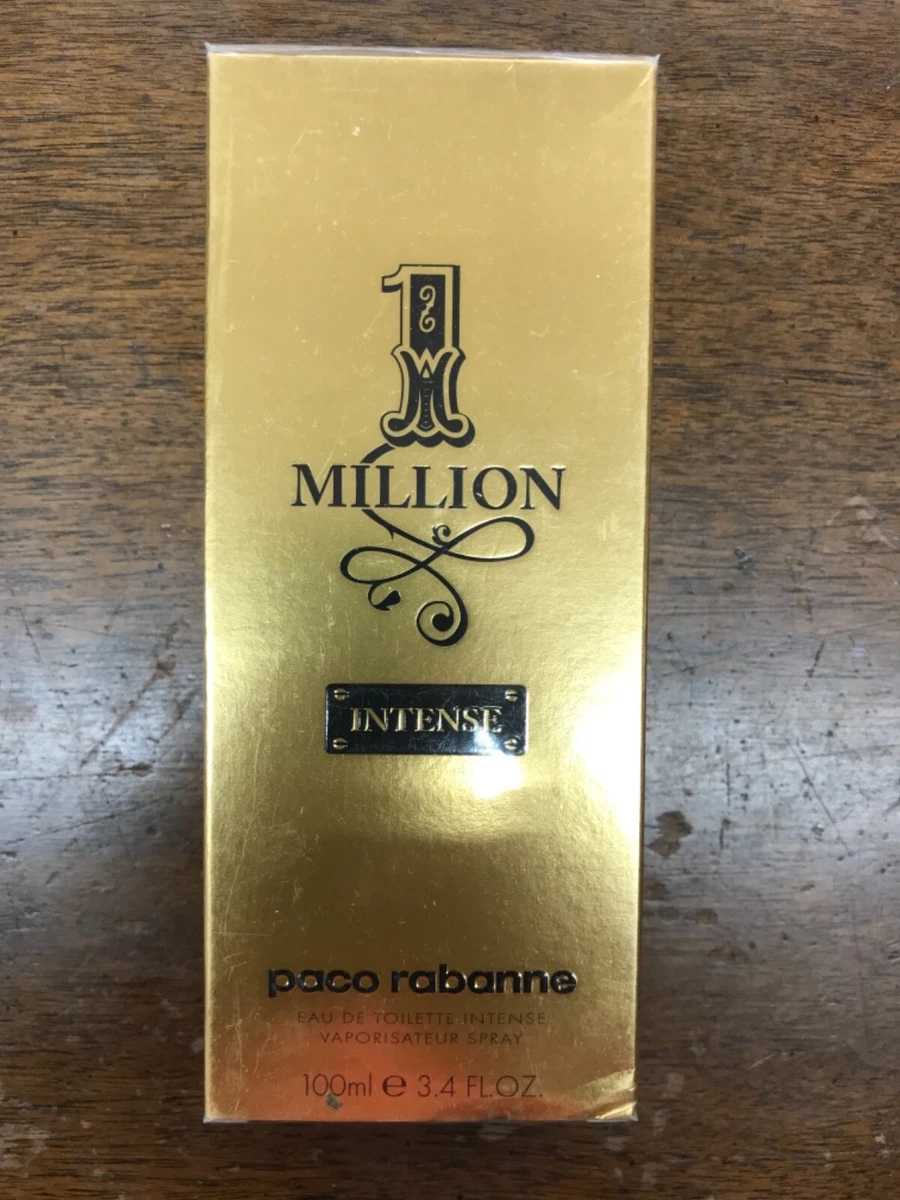 1
MILLION
INTENSE
paco rabanne
EAU DE TOILETTE INTENSE
VAPORISATEUR SPRAY
100ml ℮ 3.4 FL.OZ.